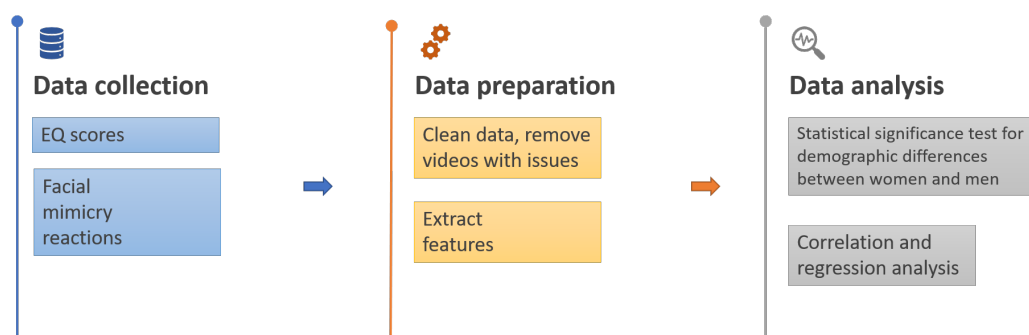 Data collection
EQ scores
Facial
mimicry
reactions
Data preparation
Clean data, remove
videos with issues
Extract
features
Data analysis
Statistical significance test for
demographic differences
between women and men
Correlation and
regression analysis